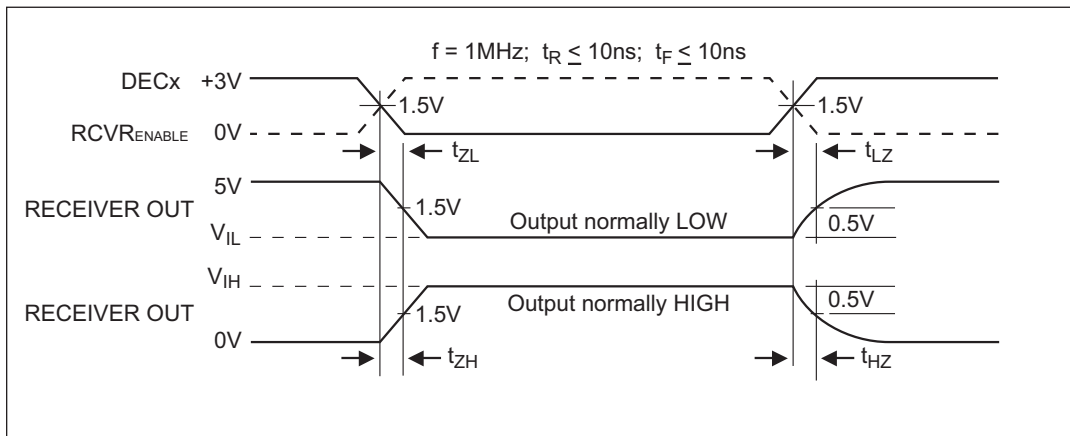 f = 1MHz; tR ≤ 10ns; tF ≤ 10ns
DECx +3V
1.5V 1.5V
RCVRENABLE 0V
tZL tLZ
5V
RECEIVER OUT
1.5V
Output normally LOW
0.5V
VIL
VIH
Output normally HIGH
0.5V
RECEIVER OUT
1.5V
0V
tZH tHZ